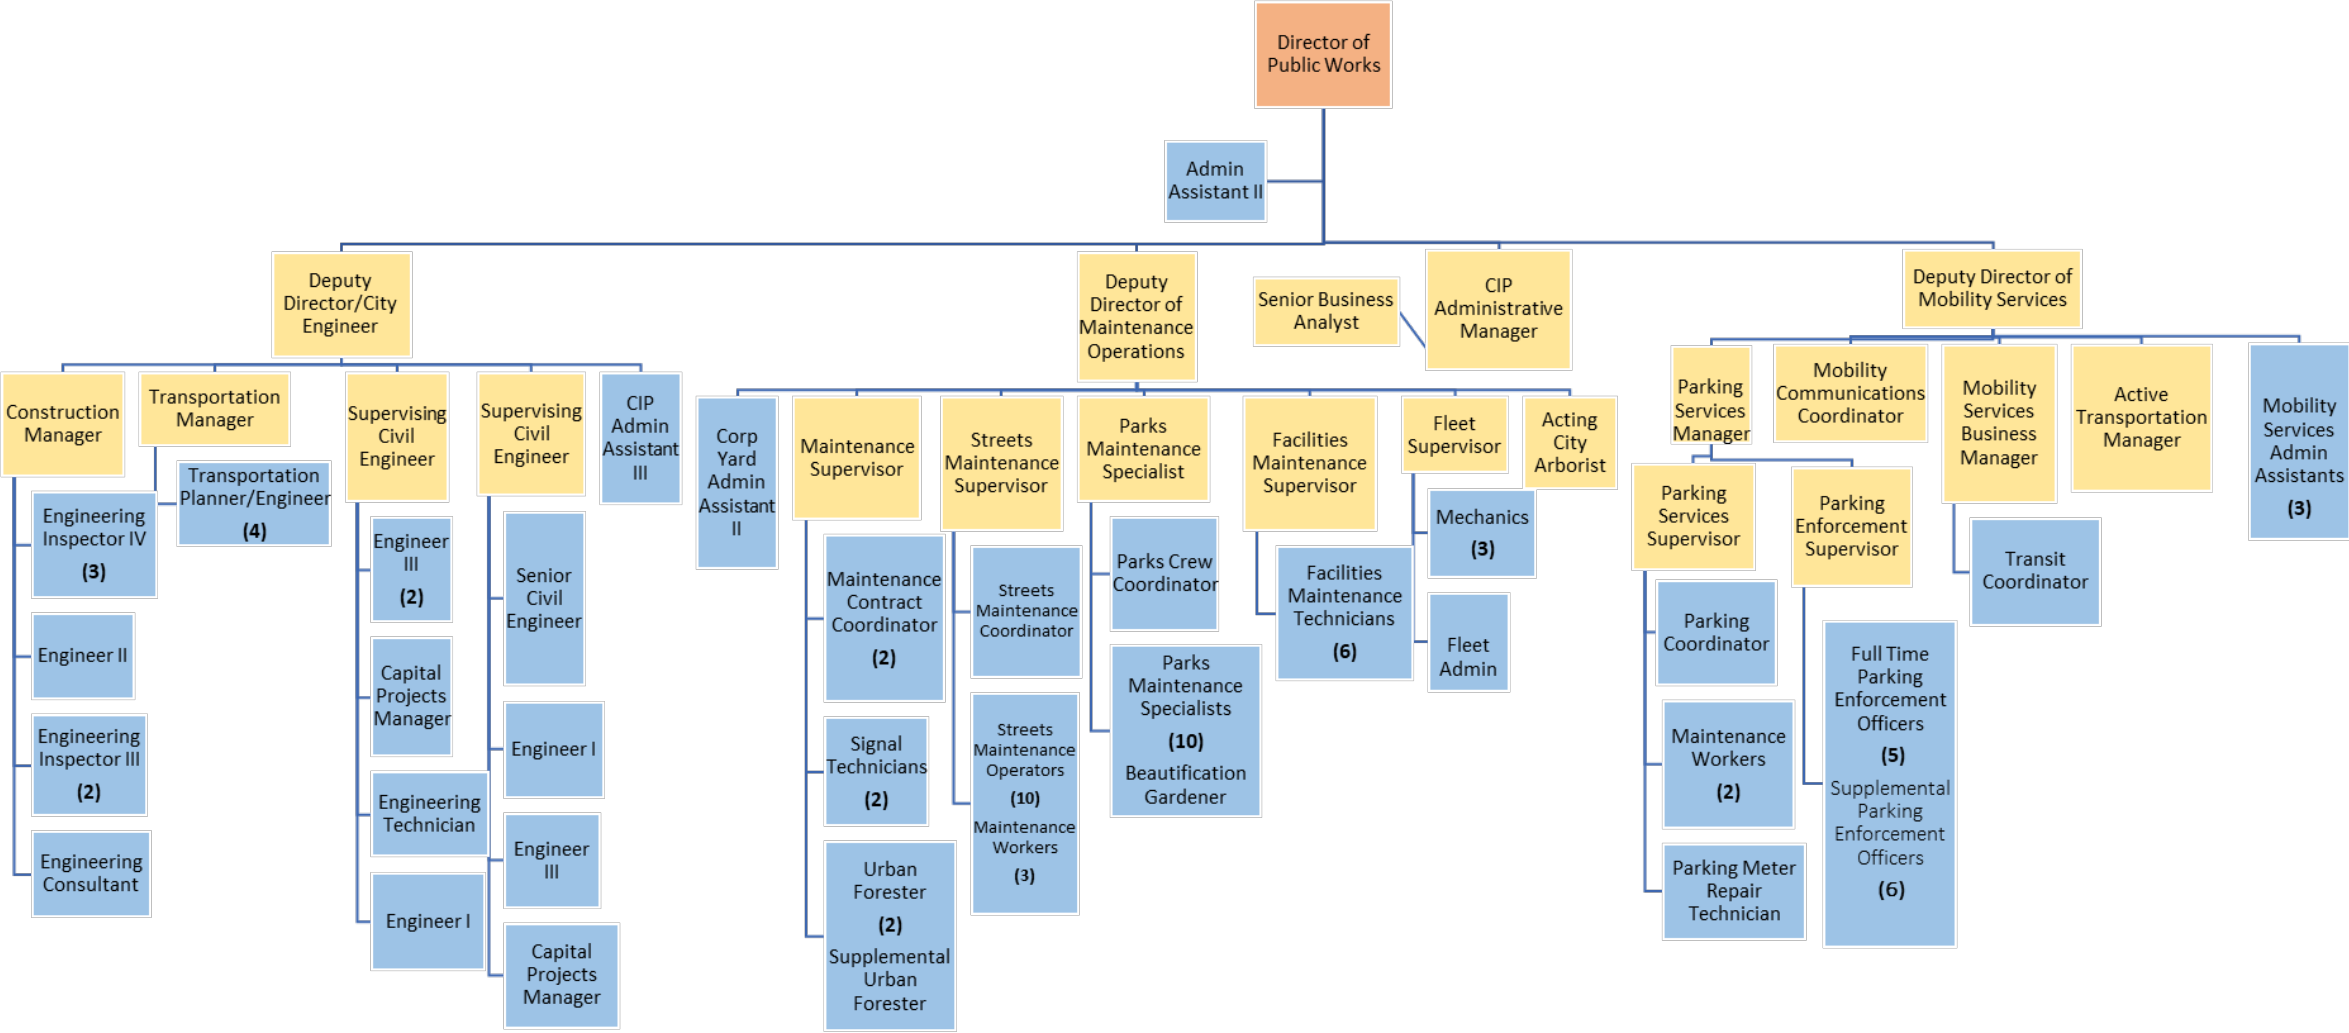 Director of
Public Works
Admin
Assistant II
Deputy
Director/City
Engineer
Deputy
Director of
Maintenance
Operations
Senior Business
Analyst
CIP
Administrative
Manager
Deputy Director of
Mobility Services
Construction
Manager
Engineering
Inspector IV
(3)
Engineer II
Engineering
Inspector III
(2)
Engineering
Consultant
Transportation
Manager
Transportation
Planner/Engineer
(4)
Supervising
Civil
Engineer
Engineer
III
(2)
Capital
Projects
Manager
Engineering
Technician
Engineer I
Supervising
Civil
Engineer
Senior
Civil
Engineer
Engineer I
Engineer
III
Capital
Projects
Manager
CIP
Admin
Assistant
III
Corp
Yard
Admin
Assistant
II
Maintenance
Supervisor
Maintenance
Contract
Coordinator
(2)
Signal
Technicians
(2)
Urban
Forester
(2)
Supplemental
Urban
Forester
Streets
Maintenance
Supervisor
Streets
Maintenance
Coordinator
Streets
Maintenance
Operators
(10)
Maintenance
Workers
(3)
Parks
Maintenance
Specialist
Parks Crew
Coordinator
Parks
Maintenance
Specialists
(10)
Beautification
Gardener
Facilities
Maintenance
Supervisor
Facilities
Maintenance
Technicians
(6)
Fleet
Supervisor
Mechanics
(3)
Fleet
Admin
Acting
City
Arborist
Parking
Services
Manager
Parking
Services
Supervisor
Parking
Coordinator
Maintenance
Workers
(2)
Parking Meter
Repair
Technician
Parking
Enforcement
Supervisor
Full Time
Parking
Enforcement
Officers
(5)
Supplemental
Parking
Enforcement
Officers
(6)
Mobility
Communications
Coordinator
Mobility
Services
Business
Manager
Transit
Coordinator
Active
Transportation
Manager
Mobility
Services
Admin
Assistants
(3)